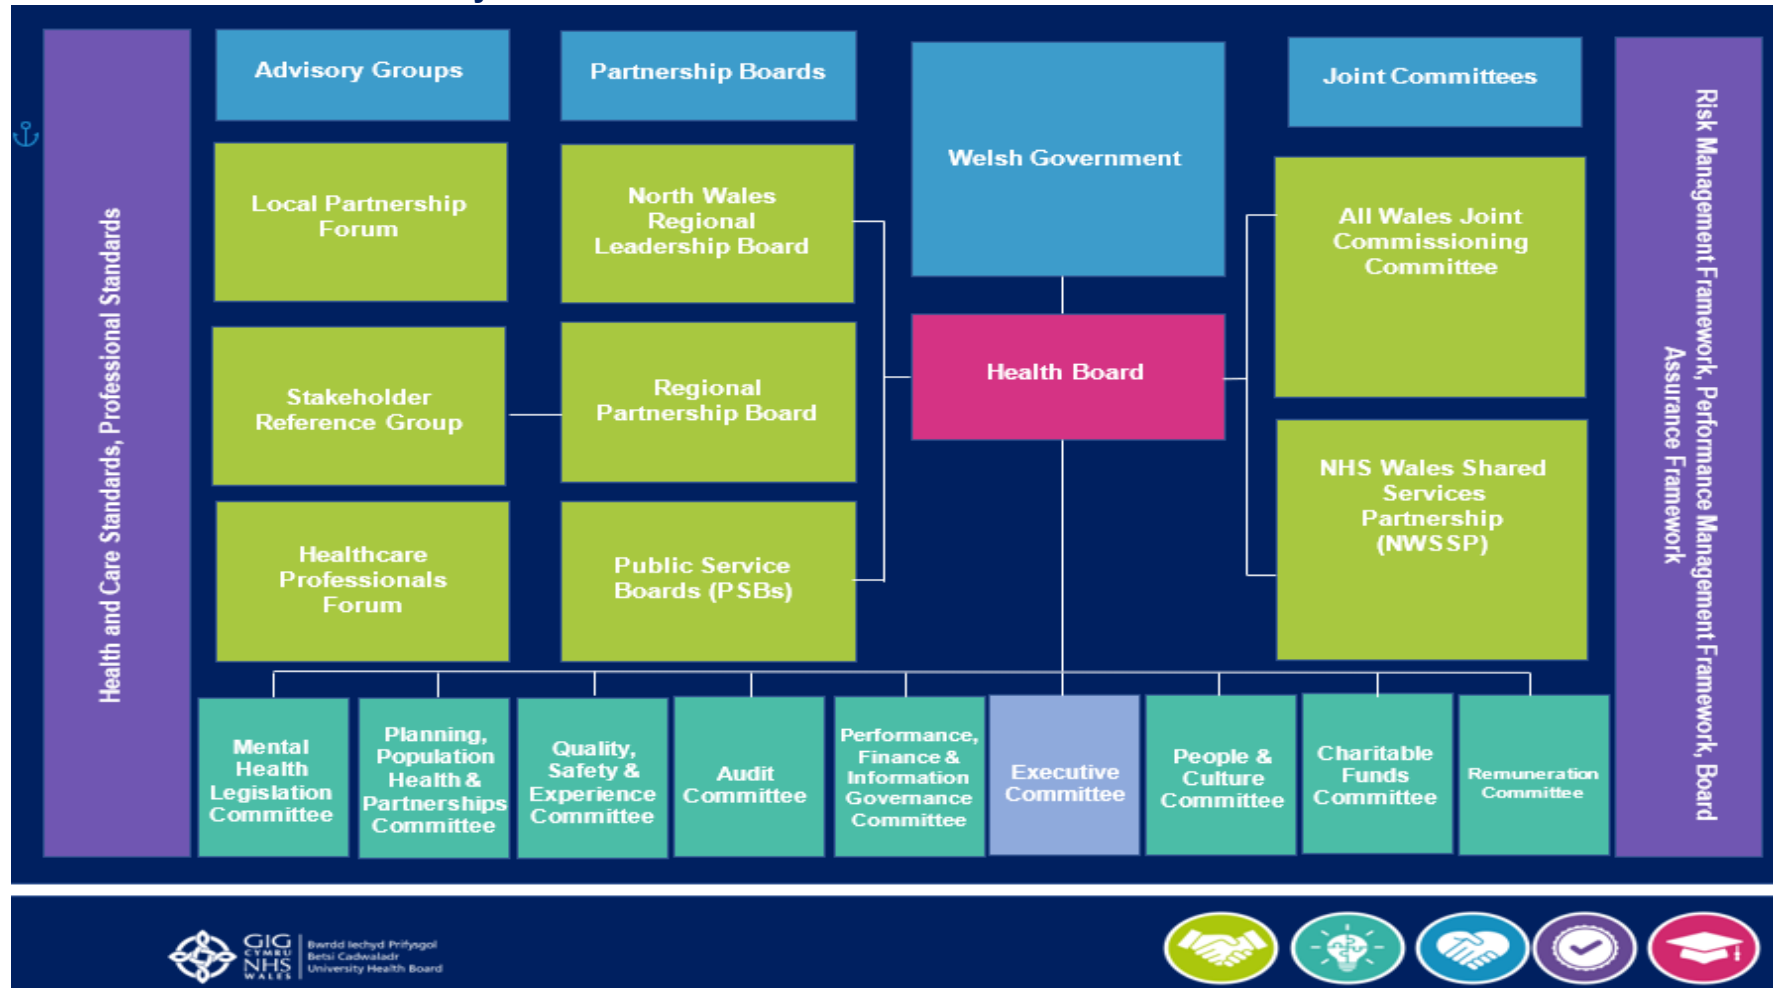 Health and Care Standards, Professional Standards
Advisory Groups
Local Partnership
Forum
Stakeholder
Reference Group
Healthcare
Professionals
Forum
Partnership Boards
North Wales
Regional
Leadership Board
Regional
Partnership Board
Public Service
Boards (PSBs)
Welsh Government
Health Board
Joint Committees
All Wales Joint
Commissioning
Committee
NHS Wales Shared
Services
Partnership
(NWSSP)
Risk Management Framework, Performance Management Framework, Board
Assurance Framework
Mental
Health
Legislation
Committee
Planning,
Population
Health &
Partnerships
Committee
Quality,
Safety &
Experience
Committee
Audit
Committee
Performance,
Finance &
Information
Governance
Committee
Executive
Committee
People &
Culture
Committee
Charitable
Funds
Committee
Remuneration
Committee
GIG
CYMRU
NHS
WALES
Bwrdd Iechyd Prifysgol
Betsi Cadwaladr
University Health Board